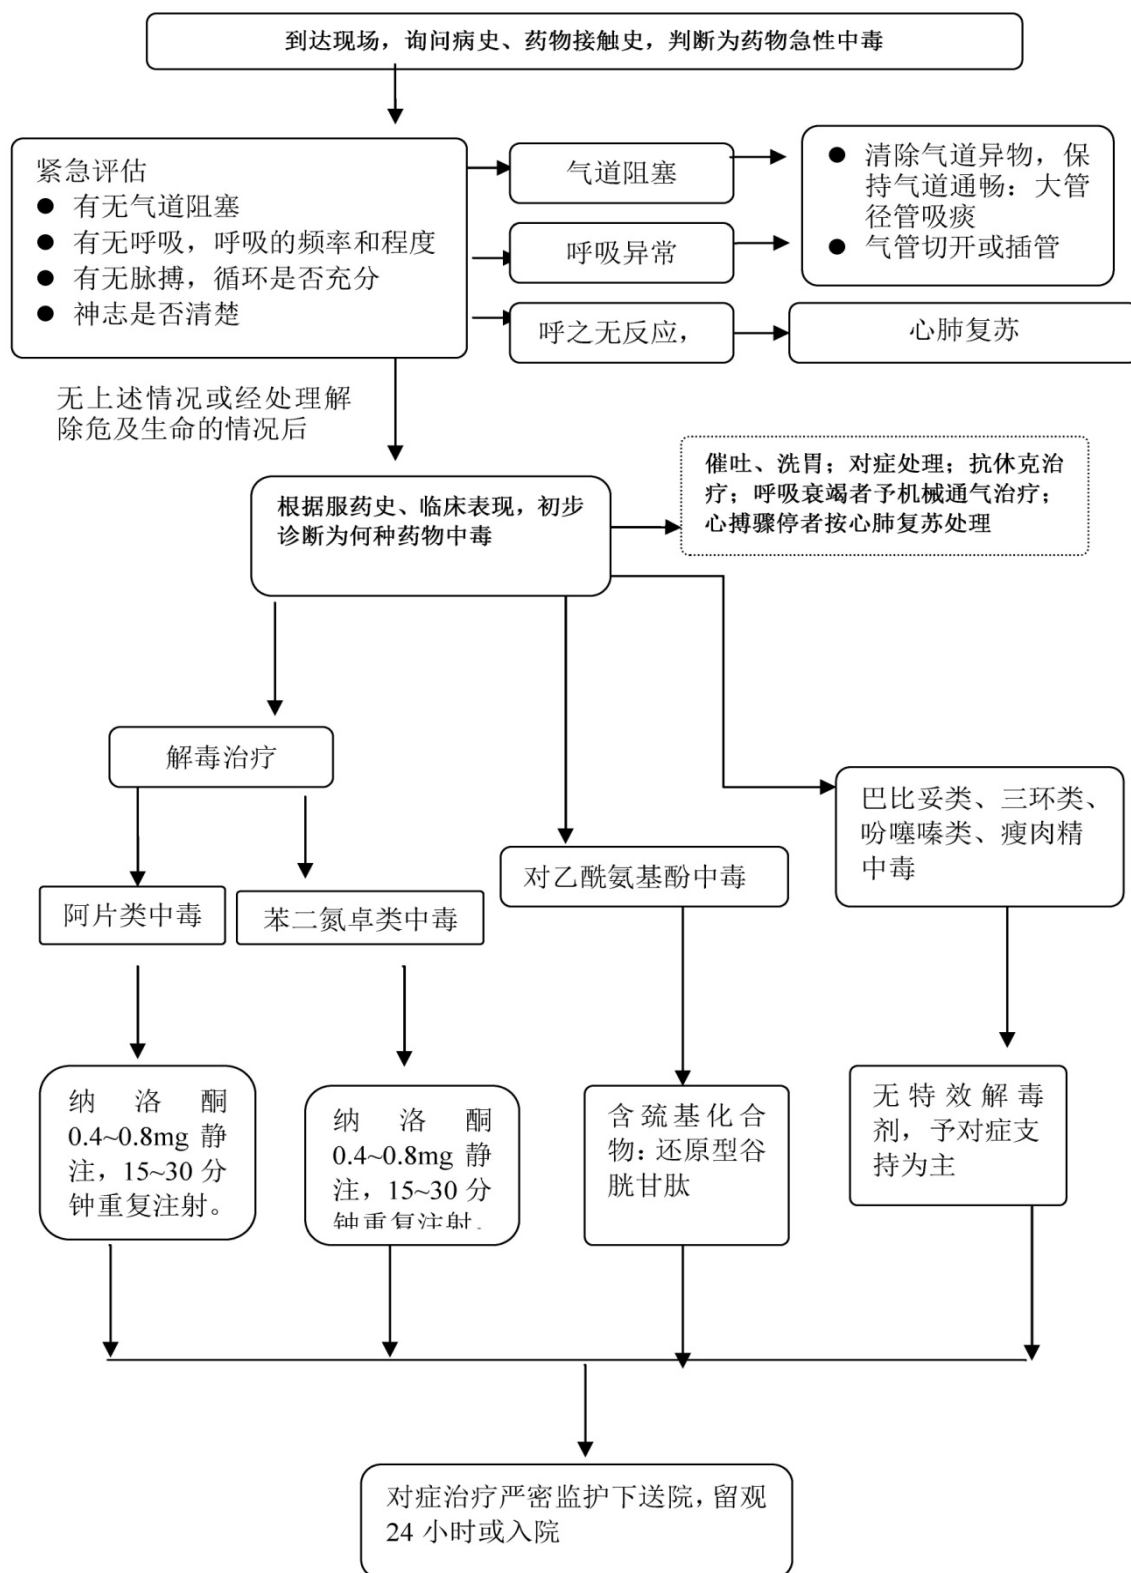 到达现场，询问病史、药物接触史，判断为药物急性中毒
紧急评估
● 有无气道阻塞
● 有无呼吸，呼吸的频率和程度
● 有无脉搏，循环是否充分
● 神志是否清楚
气道阻塞
呼吸异常
呼之无反应，
● 清除气道异物，保
持气道通畅：大管
径管吸痰
● 气管切开或插管
心肺复苏
无上述情况或经处理解
除危及生命的情况后
根据服药史、临床表现，初步
诊断为何种药物中毒
催吐、洗胃；对症处理；抗休克治
疗；呼吸衰竭者予机械通气治疗；
心搏骤停者按心肺复苏处理
解毒治疗
阿片类中毒
苯二氮卓类中毒
对乙酰氨基酚中毒
巴比妥类、三环类、
吩噻嗪类、瘦肉精
中毒
纳洛酮
0.4~0.8mg 静
注，15~30 分
钟重复注射。
纳洛酮
0.4~0.8mg 静
注，15~30 分
钟重复注射。
含巯基化合
物：还原型谷
胱甘肽
无特效解毒
剂，予对症支
持为主
对症治疗严密监护下送院，留观
24 小时或入院